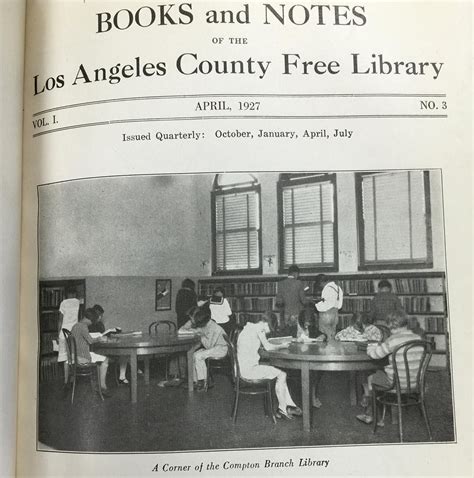 BOOKS and NOTES
OF THE
Los Angeles County Free Library
VOL. I. APRIL, 1927 NO. 3
Issued Quarterly: October, January, April, July
A Corner of the Compton Branch Library